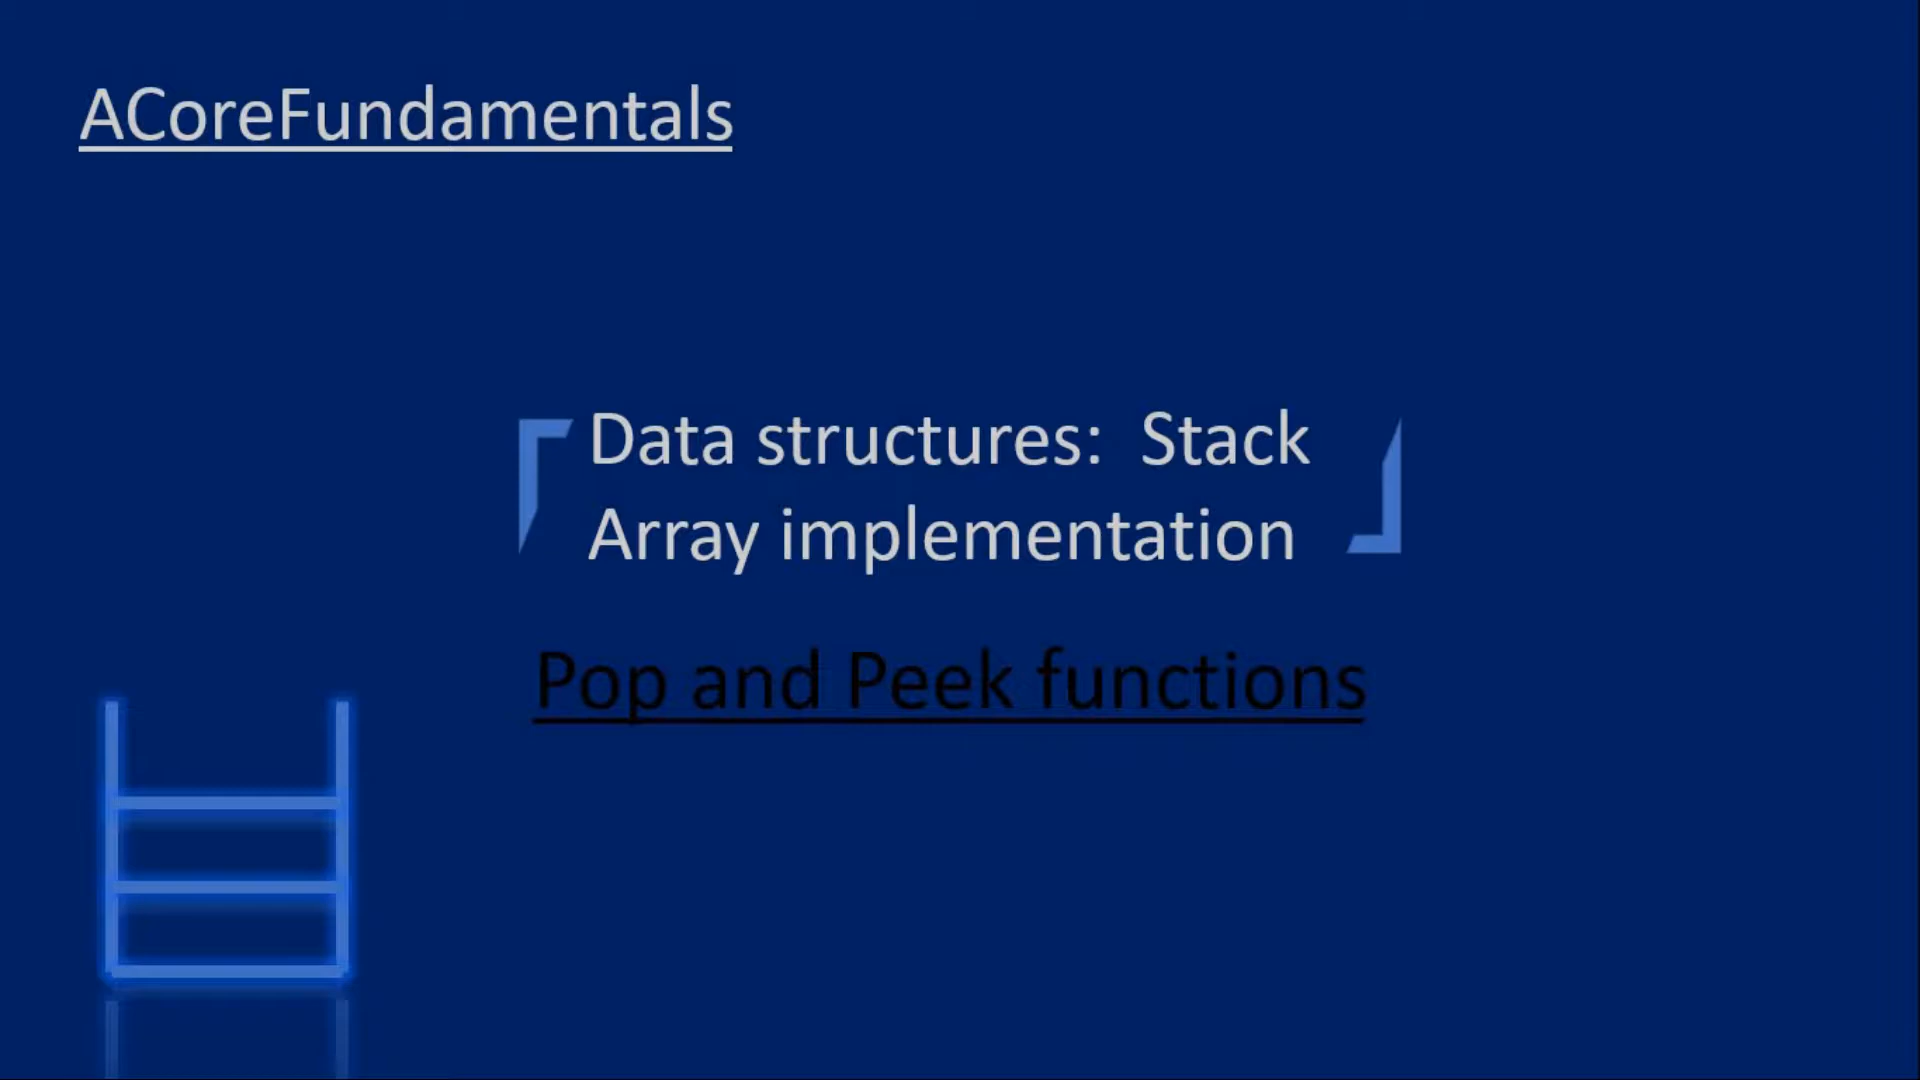 ACoreFundamentals
Data structures:  Stack
Array implementation
Pop and Peek functions